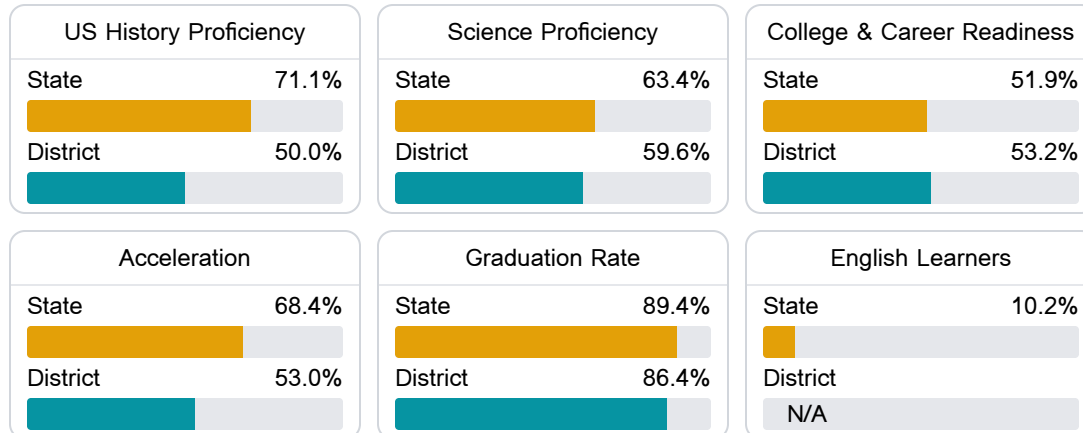 US History Proficiency
State 71.1%
District 50.0%
Science Proficiency
State 63.4%
District 59.6%
College & Career Readiness
State 51.9%
District 53.2%
Acceleration
State 68.4%
District 53.0%
Graduation Rate
State 89.4%
District 86.4%
English Learners
State 10.2%
District
N/A